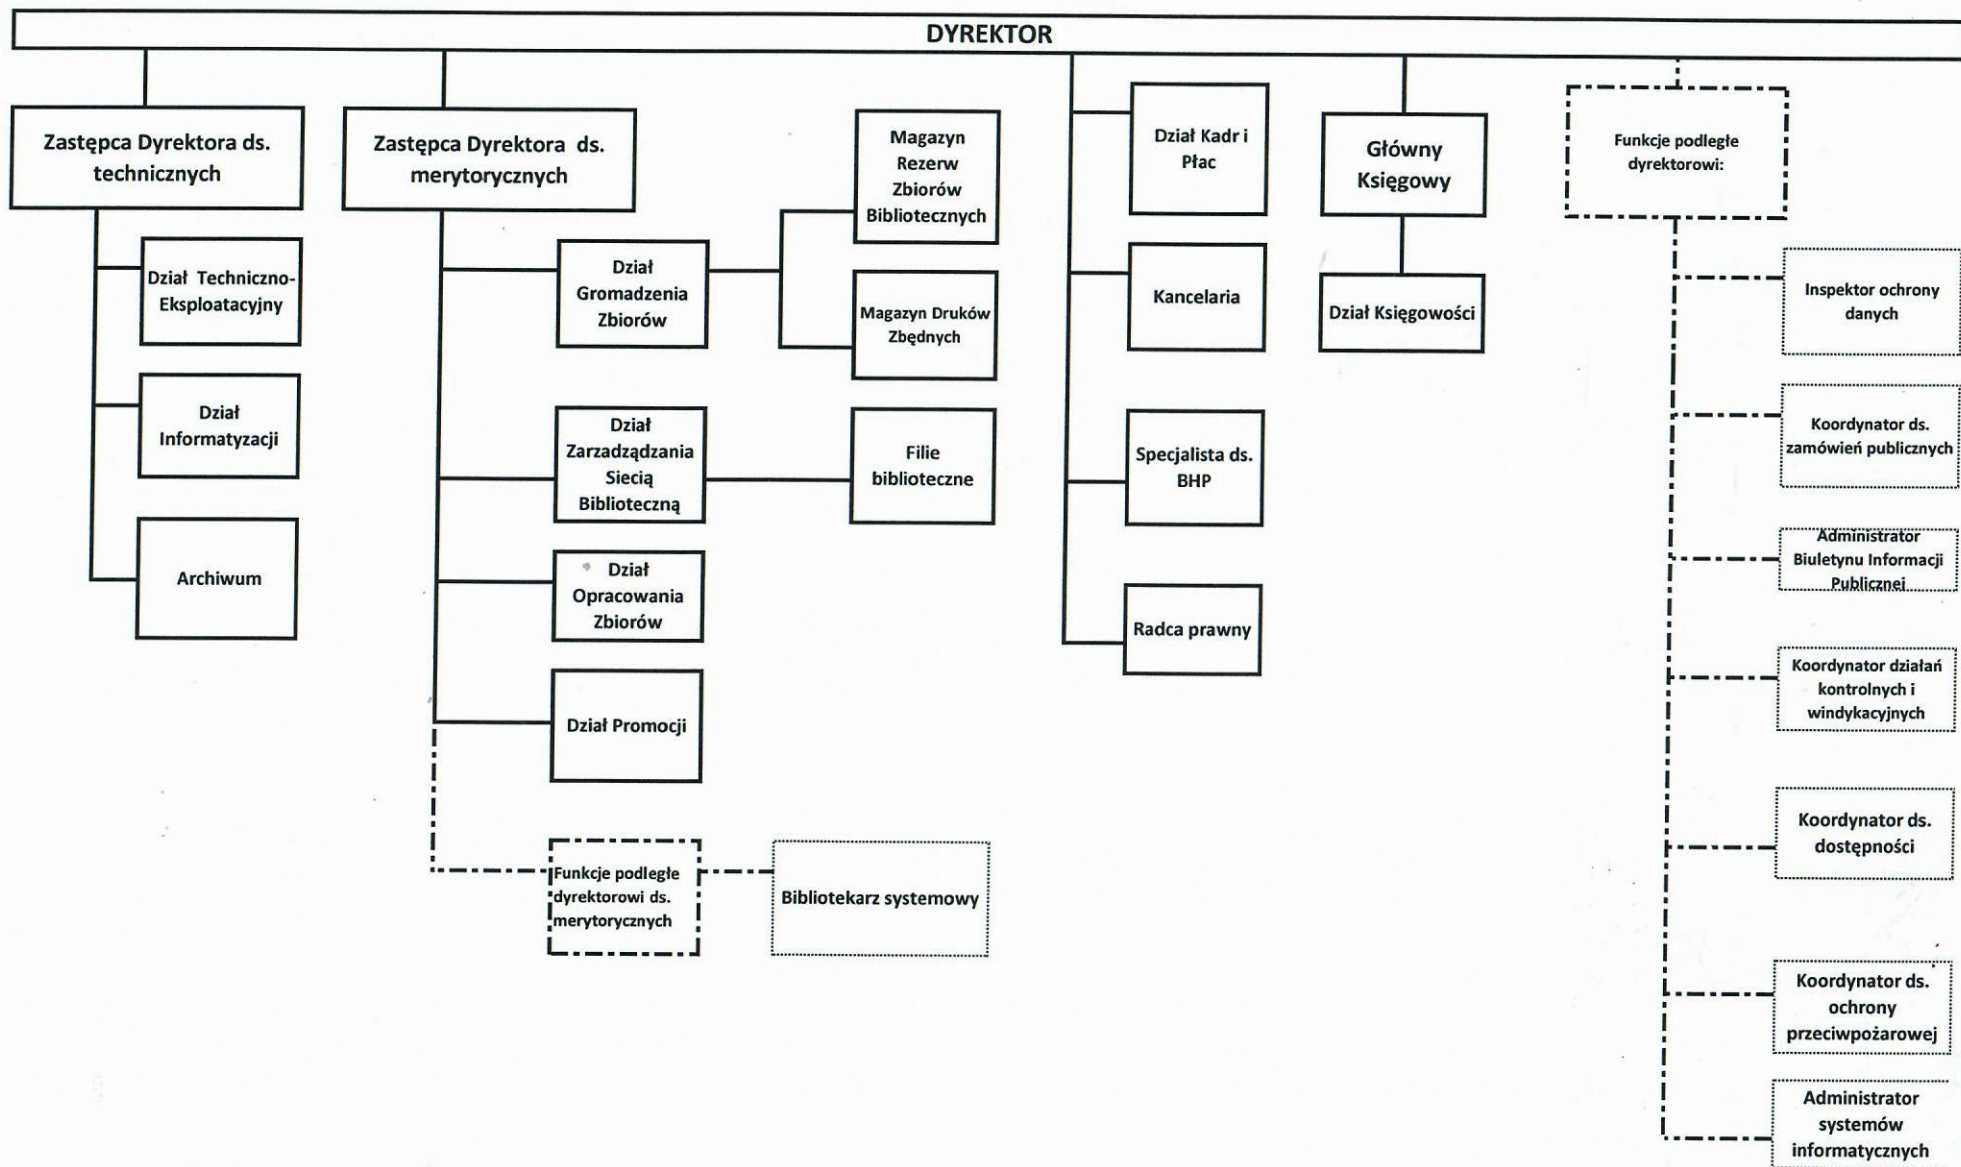 DYREKTOR
Zastępca Dyrektora ds.
technicznych
Dział Techniczno-
Eksploatacyjny
Dział
Informatyzacji
Archiwum
Zastępca Dyrektora ds.
merytorycznych
Dział
Gromadzenia
Zbiorów
Magazyn
Rezerw
Zbiorów
Bibliotecznych
Magazyn Druków
Zbędnych
Dział
Zarzadządzania
Siecią
Biblioteczną
Filie
biblioteczne
Dział
Opracowania
Zbiorów
Dział Promocji
Funkcje podległe
dyrektorowi ds.
merytorycznych
Bibliotekarz systemowy
Dział Kadr i
Płac
Kancelaria
Specjalista ds.
BHP
Radca prawny
Główny
Księgowy
Dział Księgowości
Funkcje podległe
dyrektorowi:
Inspektor ochrony
danych
Koordynator ds.
zamówień publicznych
Administrator
Biuletynu Informacji
Publicznej
Koordynator działań
kontrolnych i
windykacyjnych
Koordynator ds.
dostępności
Koordynator ds.
ochrony
przeciwpożarowej
Administrator
systemów
informatycznych